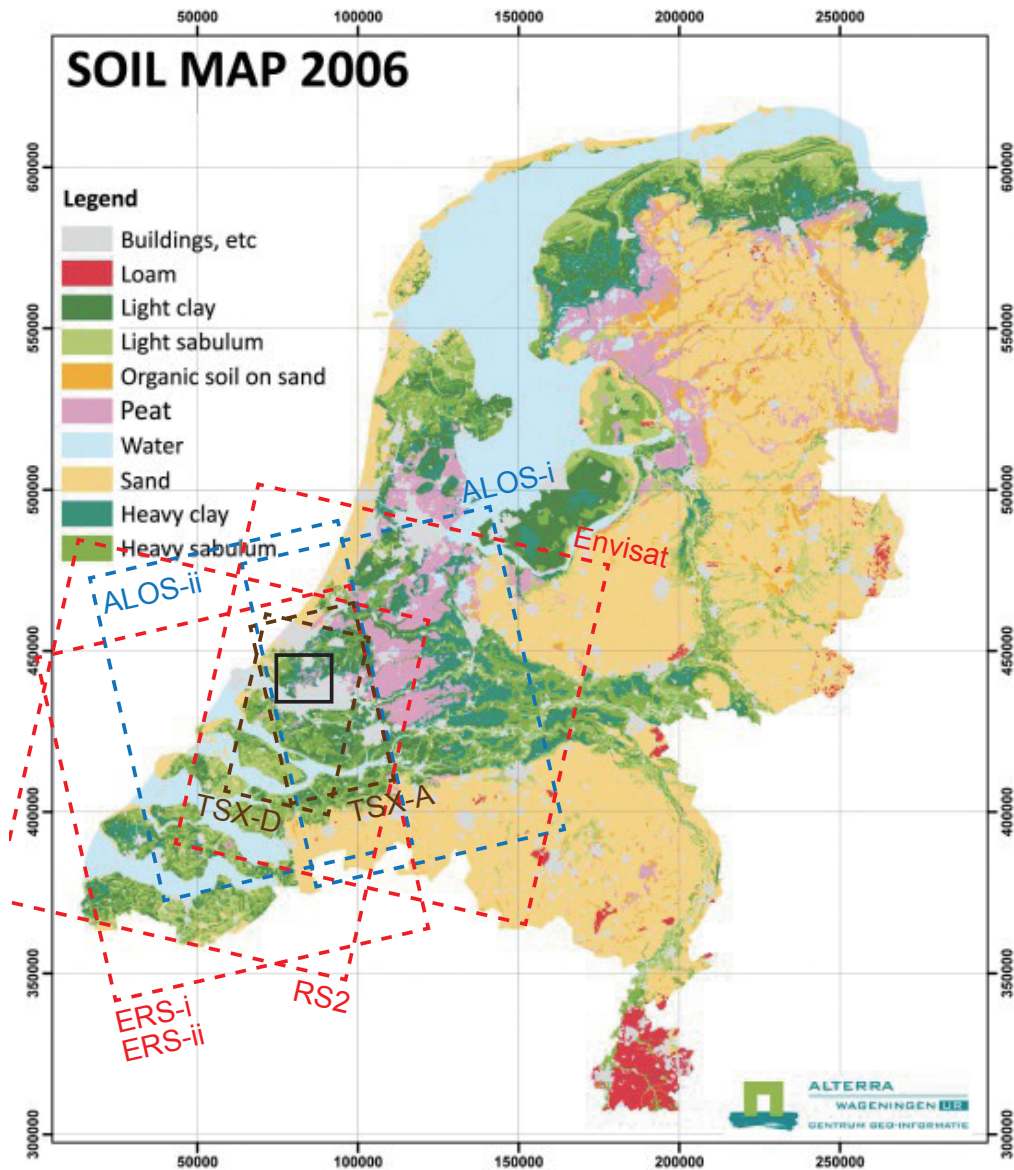 50000 100000 150000 200000 250000
SOIL MAP 2006
600000 600000
Legend
Buildings, etc
Loam
Light clay
Light sabulum
550000 550000
Organic soil on sand
Peat
Water
Sand
500000 ALOS-i 500000
Heavy clay
Heavy sabulum
Envisat
ALOS-ii
450000 450000
TSX-D TSX-A
400000 400000
350000 350000
RS2
ERS-i
ERS-ii
ALTERRA
WAGENINGEN UR
CENTRUM GEO-INFORMATIE
300000 300000
50000 100000 150000 200000 250000